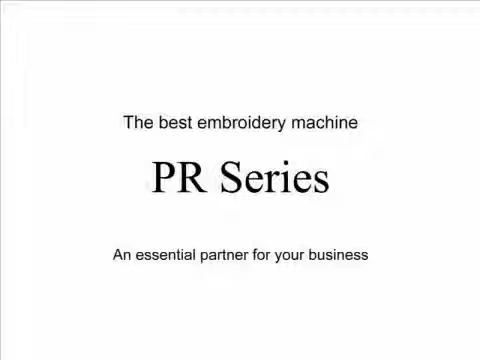 The best embroidery machine
PR Series
An essential partner for your business